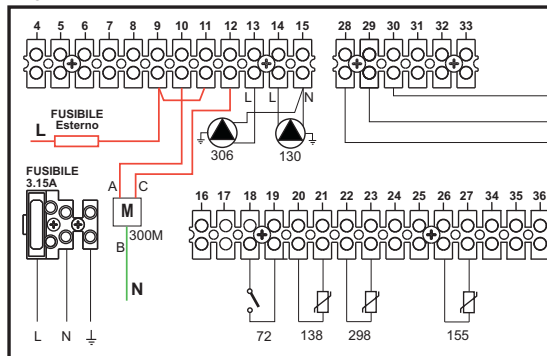 4 5 6 7 8 9 10 11 12 13 14 15 28 29 30 31 32 33
FUSIBILE
Esterno
L
L L N
306 130
FUSIBILE
3.15A
A C
M
300M
B
N
16 17 18 19 20 21 22 23 24 25 26 27 34 35 36
L N
72 138 298 155